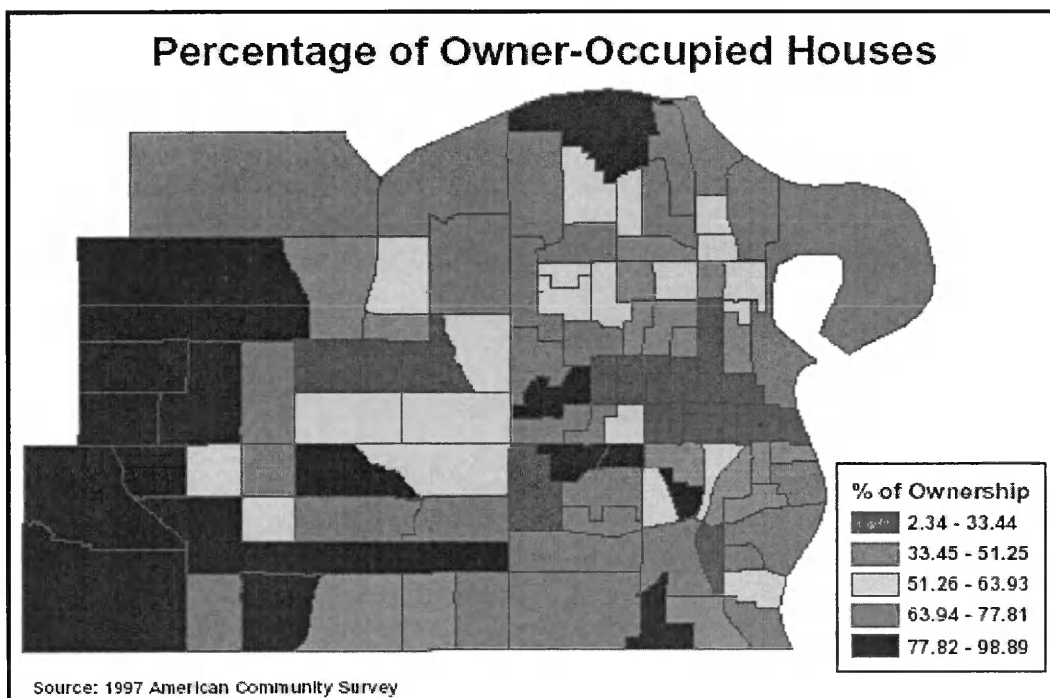 Percentage of Owner-Occupied Houses
% of Ownership
2.34 - 33.44
33.45 - 51.25
51.26 - 63.93
63.94 - 77.81
77.82 - 98.89
Source: 1997 American Community Survey